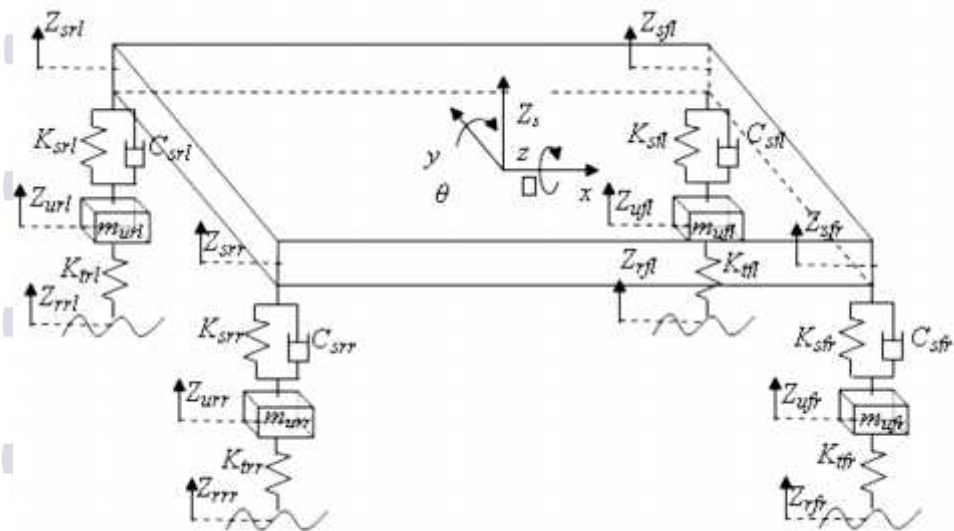 Z_srl
Z_sfl
K_srl
C_srl
Z_s
K_sfl
C_sfl
y
z
θ
x
Z_url
m_url
Z_ufl
m_ufl
Z_srr
Z_sfr
K_trl
Z_rfl
K_tfl
Z_rrl
K_srr
C_srr
K_sfr
C_sfr
Z_urr
m_urr
Z_ufr
m_ufr
K_trr
K_tfr
Z_rrr
Z_rfr